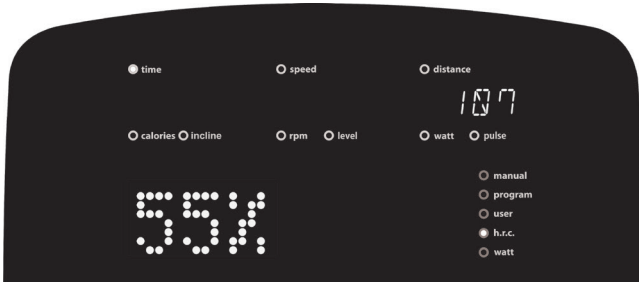 time speed distance
107
calories incline rpm level watt pulse
manual
program
user
h.r.c.
watt
55%